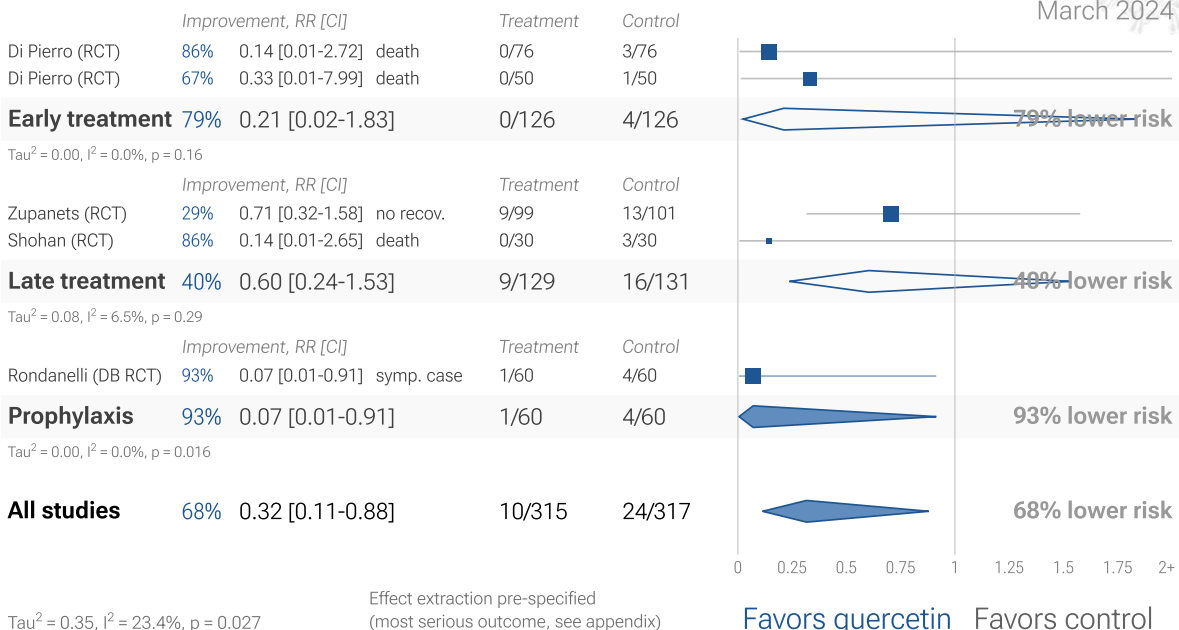 March 2024
Improvement, RR [CI] Treatment Control
Di Pierro (RCT) 86% 0.14 [0.01-2.72] death 0/76 3/76
Di Pierro (RCT) 67% 0.33 [0.01-7.99] death 0/50 1/50
Early treatment 79% 0.21 [0.02-1.83] 0/126 4/126 79% lower risk
Tau² = 0.00, I² = 0.0%, p = 0.16
Improvement, RR [CI] Treatment Control
Zupanets (RCT) 29% 0.71 [0.32-1.58] no recov. 9/99 13/101
Shohan (RCT) 86% 0.14 [0.01-2.65] death 0/30 3/30
Late treatment 40% 0.60 [0.24-1.53] 9/129 16/131 40% lower risk
Tau² = 0.08, I² = 6.5%, p = 0.29
Improvement, RR [CI] Treatment Control
Rondanelli (DB RCT) 93% 0.07 [0.01-0.91] symp. case 1/60 4/60
Prophylaxis 93% 0.07 [0.01-0.91] 1/60 4/60 93% lower risk
Tau² = 0.00, I² = 0.0%, p = 0.016
All studies 68% 0.32 [0.11-0.88] 10/315 24/317 68% lower risk
0 0.25 0.5 0.75 1 1.25 1.5 1.75 2+
Effect extraction pre-specified
(most serious outcome, see appendix)
Tau² = 0.35, I² = 23.4%, p = 0.027
Favors quercetin Favors control